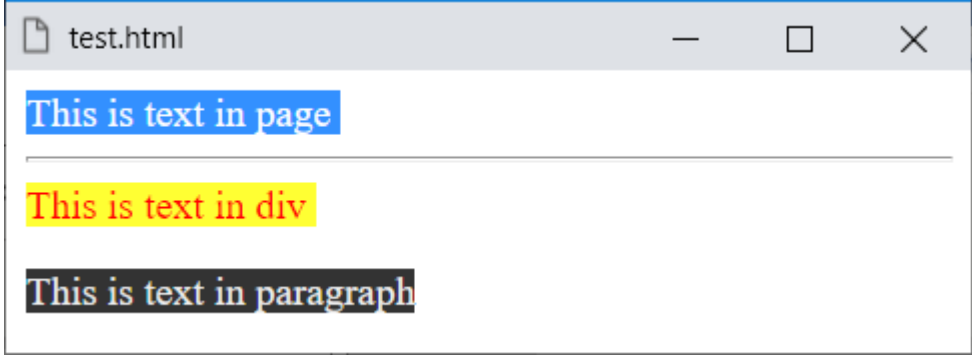 test.html
This is text in page
This is text in div
This is text in paragraph